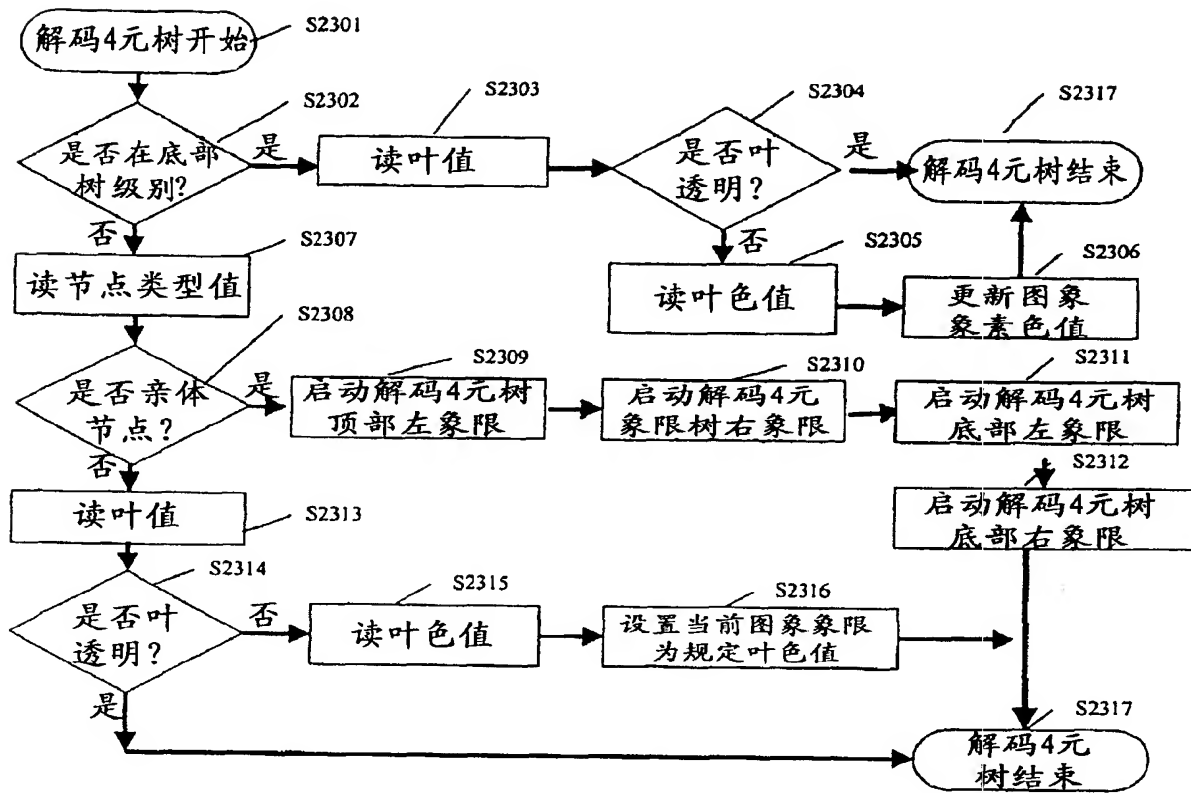 解码4元树开始
S2301
S2302
是否在底部
树级别?
是
S2303
读叶值
S2304
是否叶
透明?
是
S2317
解码4元树结束
否
S2307
读节点类型值
否
S2305
读叶色值
S2306
更新图象
象素色值
S2308
是否亲体
节点?
是
S2309
启动解码4元树
顶部左象限
S2310
启动解码4元
象限树右象限
S2311
启动解码4元树
底部左象限
否
S2312
启动解码4元树
底部右象限
读叶值
S2313
S2314
是否叶
透明?
否
S2315
读叶色值
S2316
设置当前图象象限
为规定叶色值
是
S2317
解码4元
树结束